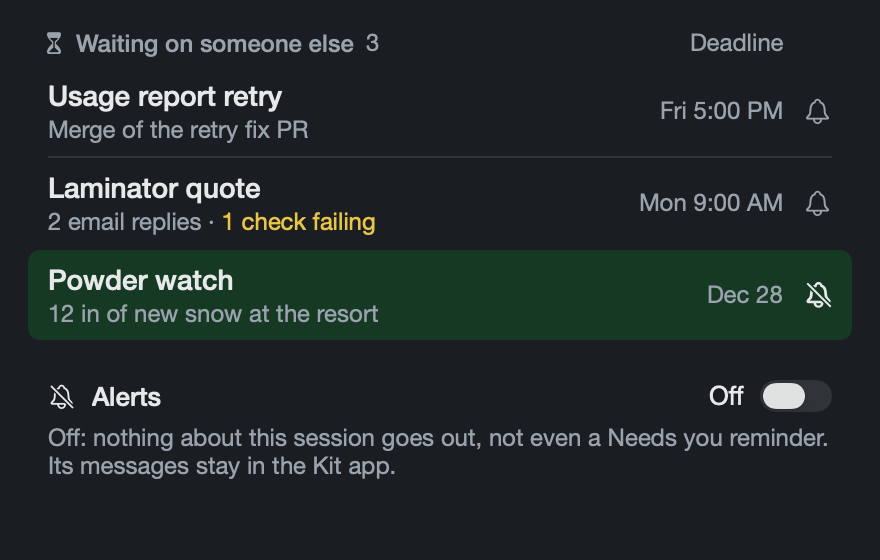 Waiting on someone else 3
Deadline
Usage report retry
Fri 5:00 PM
Merge of the retry fix PR
Laminator quote
Mon 9:00 AM
2 email replies · 1 check failing
Powder watch
Dec 28
12 in of new snow at the resort
Alerts
Off
Off: nothing about this session goes out, not even a Needs you reminder.
Its messages stay in the Kit app.